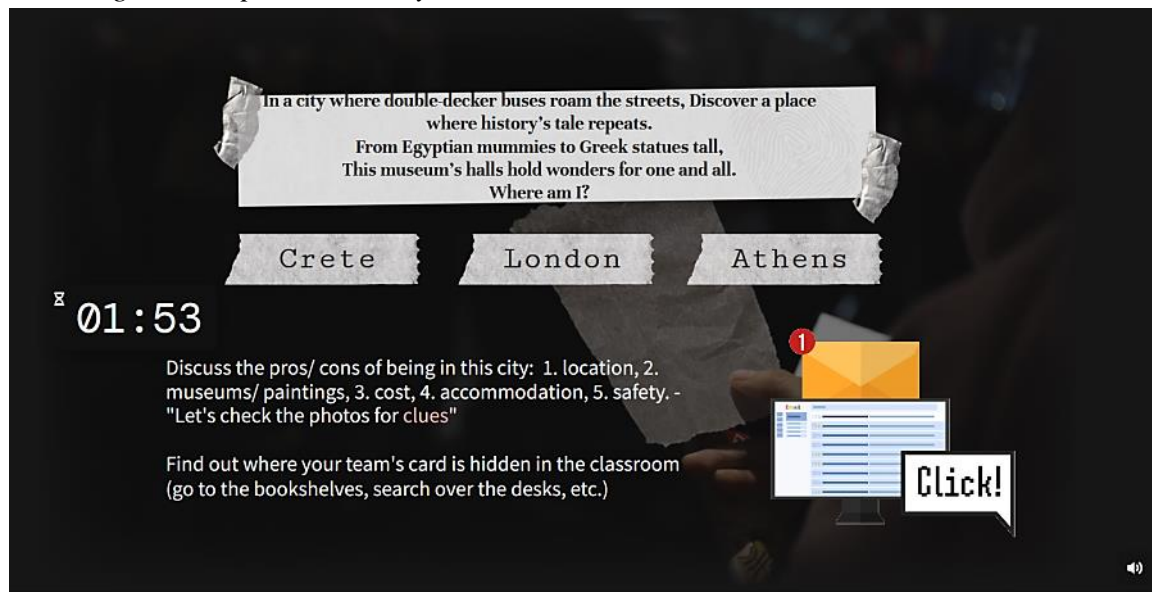 In a city where double-decker buses roam the streets, Discover a place
where history's tale repeats.
From Egyptian mummies to Greek statues tall,
This museum's halls hold wonders for one and all.
Where am I?
Crete
London
Athens
01:53
Discuss the pros/ cons of being in this city:  1. location, 2.
museums/ paintings, 3. cost, 4. accommodation, 5. safety. -
"Let's check the photos for clues"
Find out where your team's card is hidden in the classroom
(go to the bookshelves, search over the desks, etc.)
1
Click!